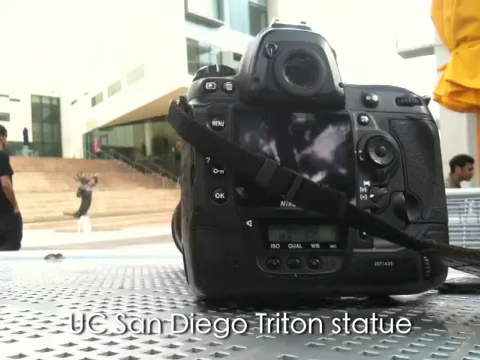 MENU
?
OK
Nikon
ISO QUAL WB
UC San Diego Triton statue